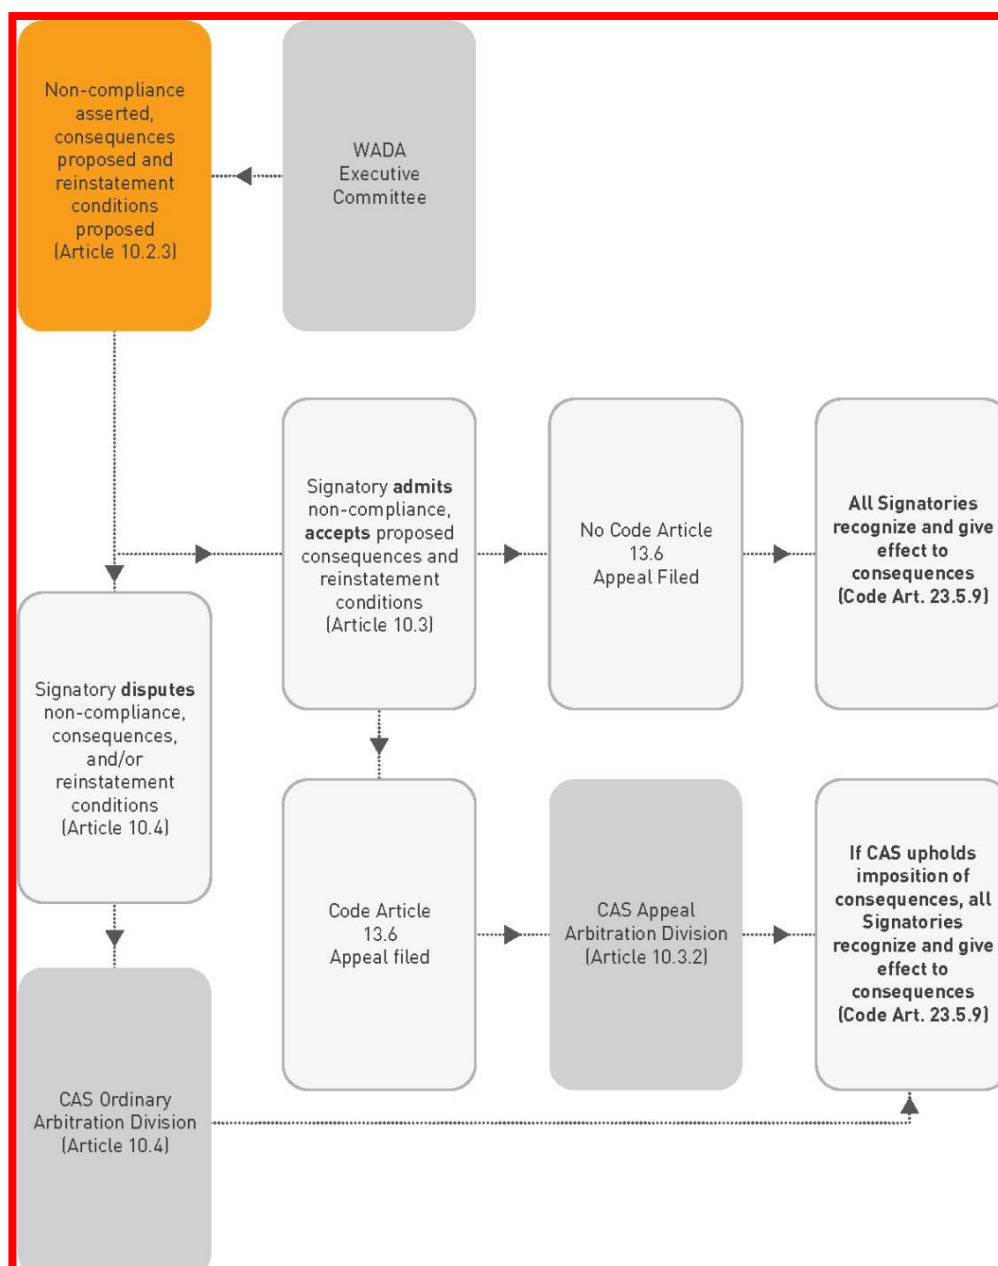 Non-compliance
asserted,
consequences
proposed and
reinstatement
conditions
proposed
(Article 10.2.3)
WADA
Executive
Committee
Signatory admits
non-compliance,
accepts proposed
consequences and
reinstatement
conditions
(Article 10.3)
No Code Article
13.6
Appeal Filed
All Signatories
recognize and give
effect to
consequences
(Code Art. 23.5.9)
Signatory disputes
non-compliance,
consequences,
and/or
reinstatement
conditions
(Article 10.4)
Code Article
13.6
Appeal filed
CAS Appeal
Arbitration Division
(Article 10.3.2)
If CAS upholds
imposition of
consequences, all
Signatories
recognize and give
effect to
consequences
(Code Art. 23.5.9)
CAS Ordinary
Arbitration Division
(Article 10.4)